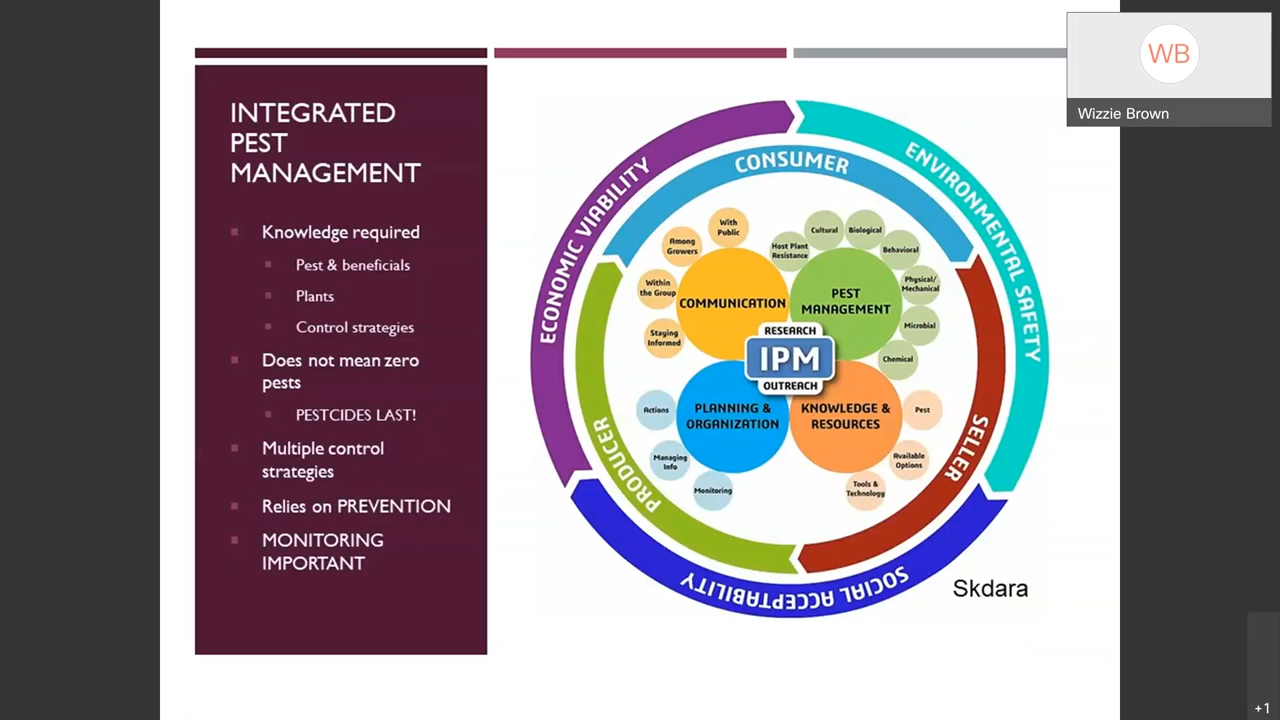 INTEGRATED
PEST
MANAGEMENT
Knowledge required
Pest & beneficials
Plants
Control strategies
Does not mean zero
pests
PESTCIDES LAST!
Multiple control
strategies
Relies on PREVENTION
MONITORING
IMPORTANT
ECONOMIC VIABILITY
ENVIRONMENTAL SAFETY
SOCIAL ACCEPTABILITY
CONSUMER
SELLER
PRODUCER
COMMUNICATION
With
Public
Among
Growers
Within
the Group
Staying
Informed
PEST
MANAGEMENT
Host Plant
Resistance
Cultural
Biological
Behavioral
Physical/
Mechanical
Microbial
Chemical
RESEARCH
IPM
OUTREACH
PLANNING &
ORGANIZATION
Actions
Managing
Info
Monitoring
KNOWLEDGE &
RESOURCES
Pest
Available
Options
Tools &
Technology
Skdara
WB
Wizzie Brown
+1